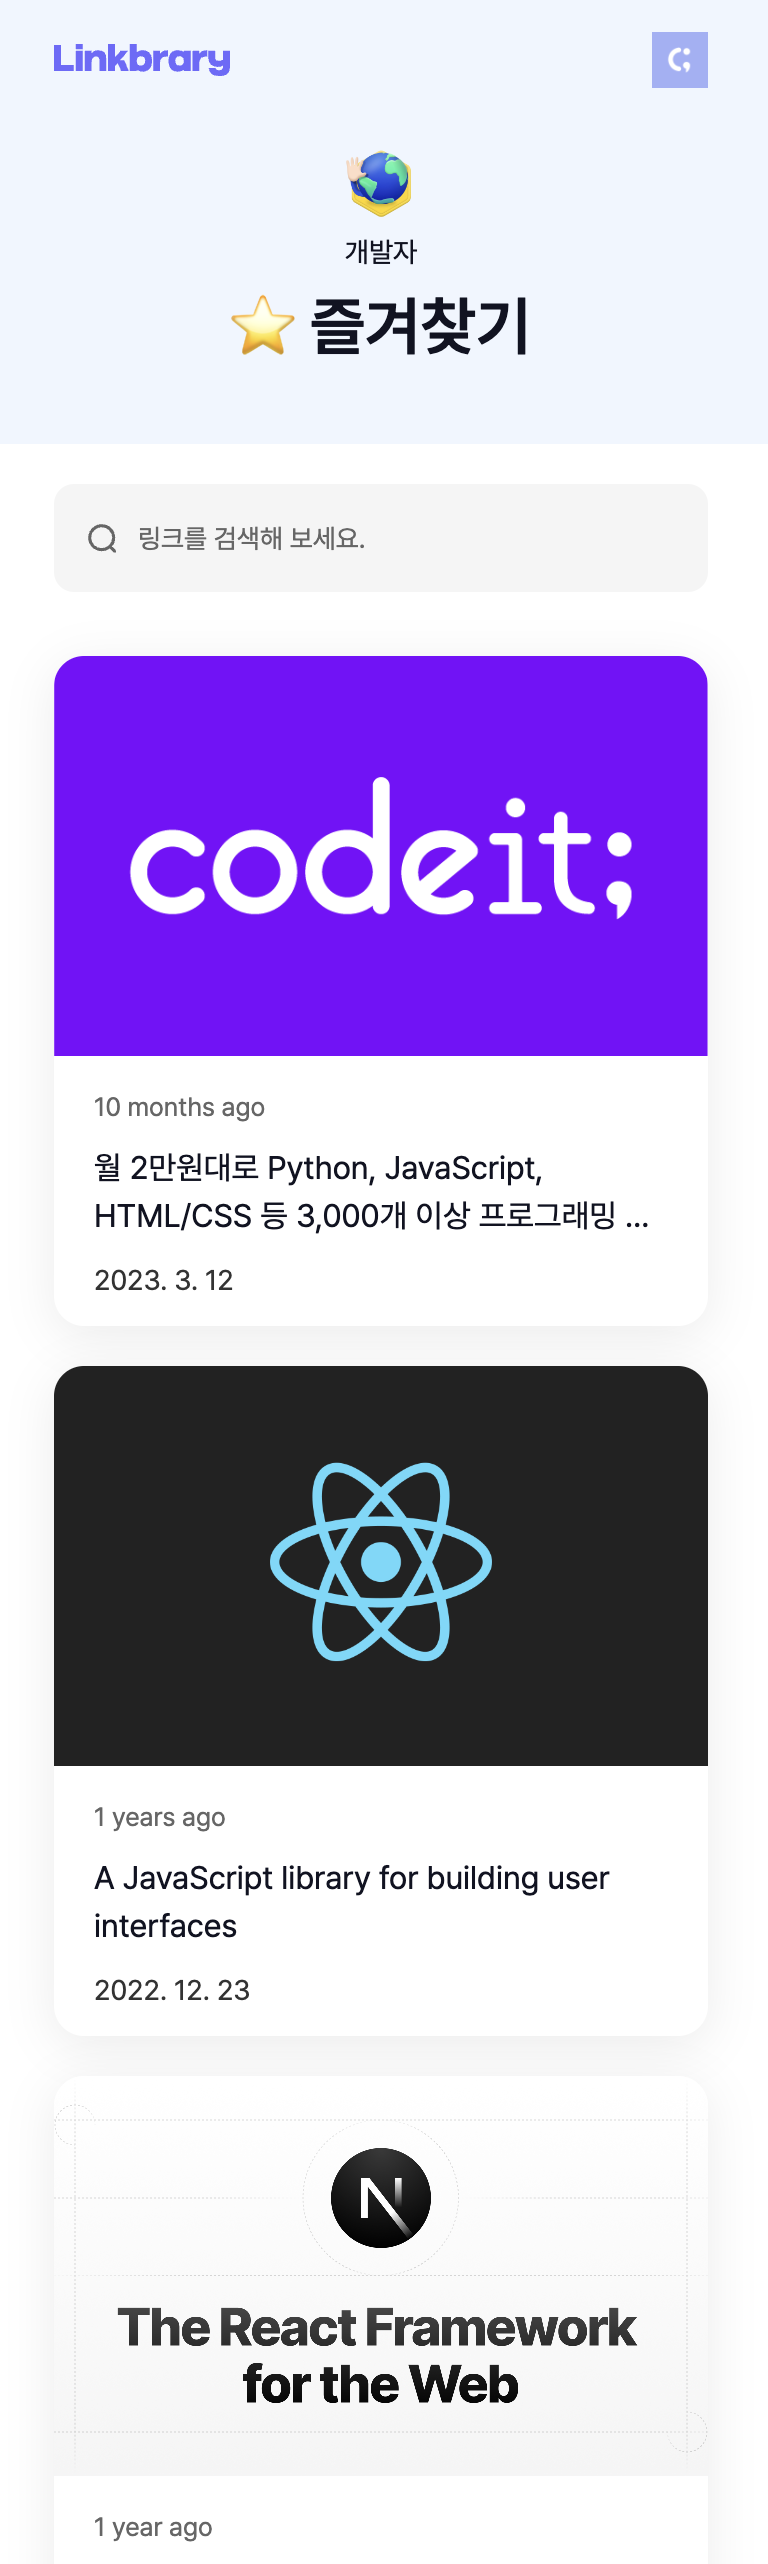 Linkbrary
C;
개발자
⭐️ 즐겨찾기
링크를 검색해 보세요.
codeit;
10 months ago
월 2만원대로 Python, JavaScript,
HTML/CSS 등 3,000개 이상 프로그래밍 ...
2023. 3. 12
1 years ago
A JavaScript library for building user
interfaces
2022. 12. 23
N
The React Framework
for the Web
1 year ago